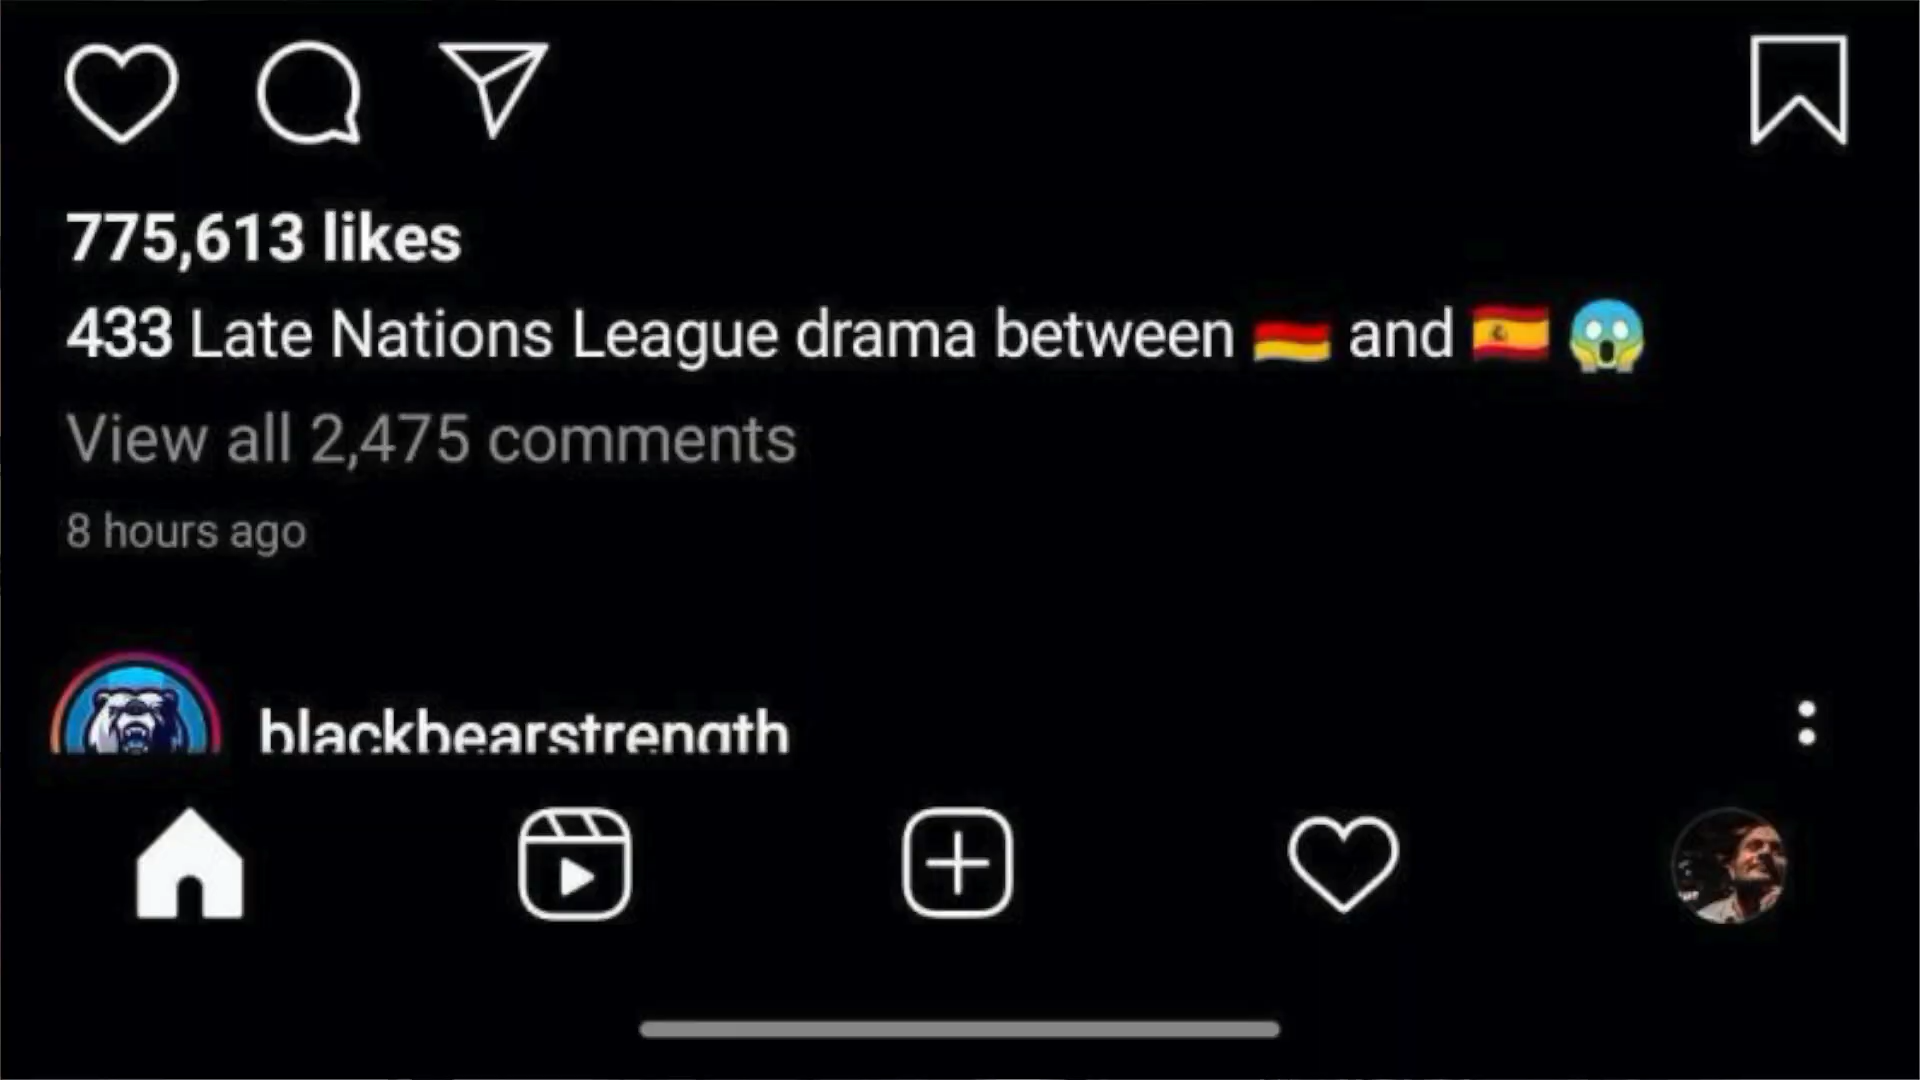 775,613 likes
433 Late Nations League drama between 🇩🇪 and 🇪🇸 😱
View all 2,475 comments
8 hours ago
blackbearstrength